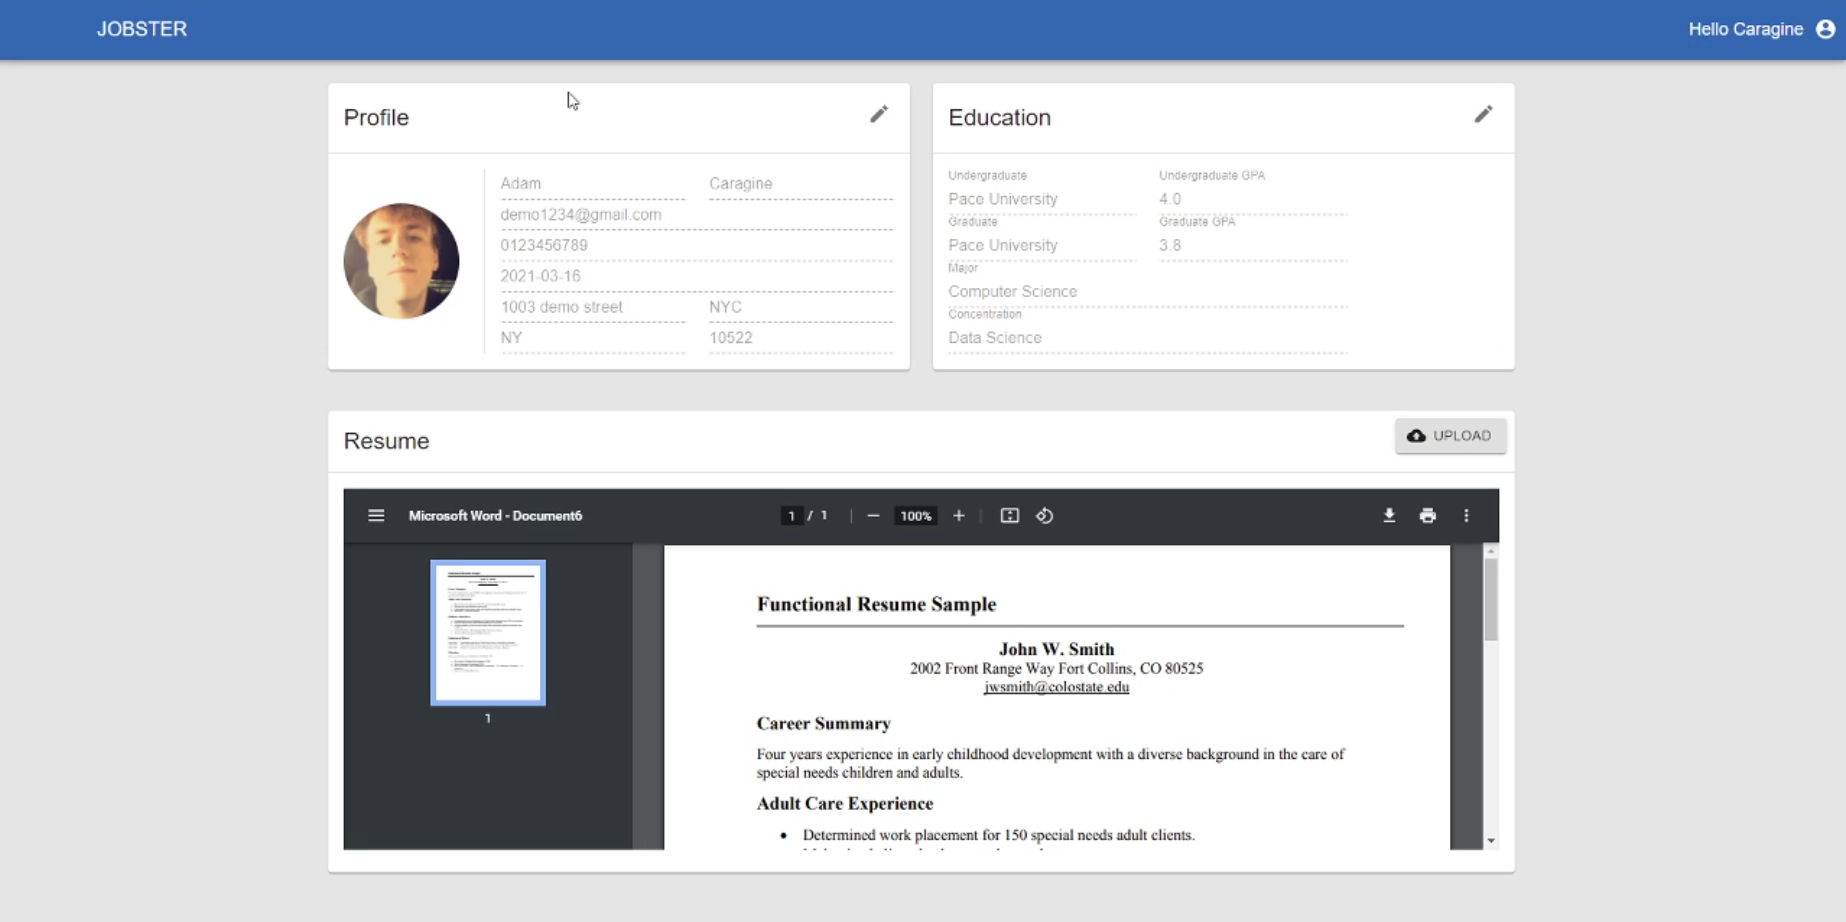 JOBSTER
Hello Caragine
Profile
Adam Caragine
demo1234@gmail.com
0123456789
2021-03-16
1003 demo street NYC
NY 10522
Education
Undergraduate Undergraduate GPA
Pace University 4.0
Graduate Graduate GPA
Pace University 3.8
Major
Computer Science
Concentration
Data Science
Resume
UPLOAD
Microsoft Word - Document6
1 / 1
100%
1
Functional Resume Sample
John W. Smith
2002 Front Range Way Fort Collins, CO 80525
jwsmith@colostate.edu
Career Summary
Four years experience in early childhood development with a diverse background in the care of
special needs children and adults.
Adult Care Experience
• Determined work placement for 150 special needs adult clients.